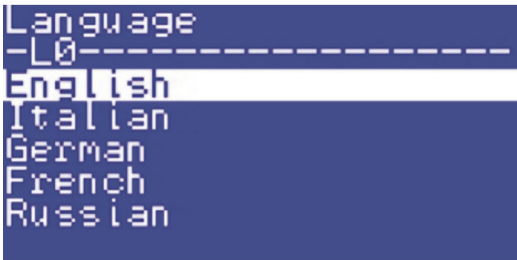 Language
-L0-------------------
English
Italian
German
French
Russian